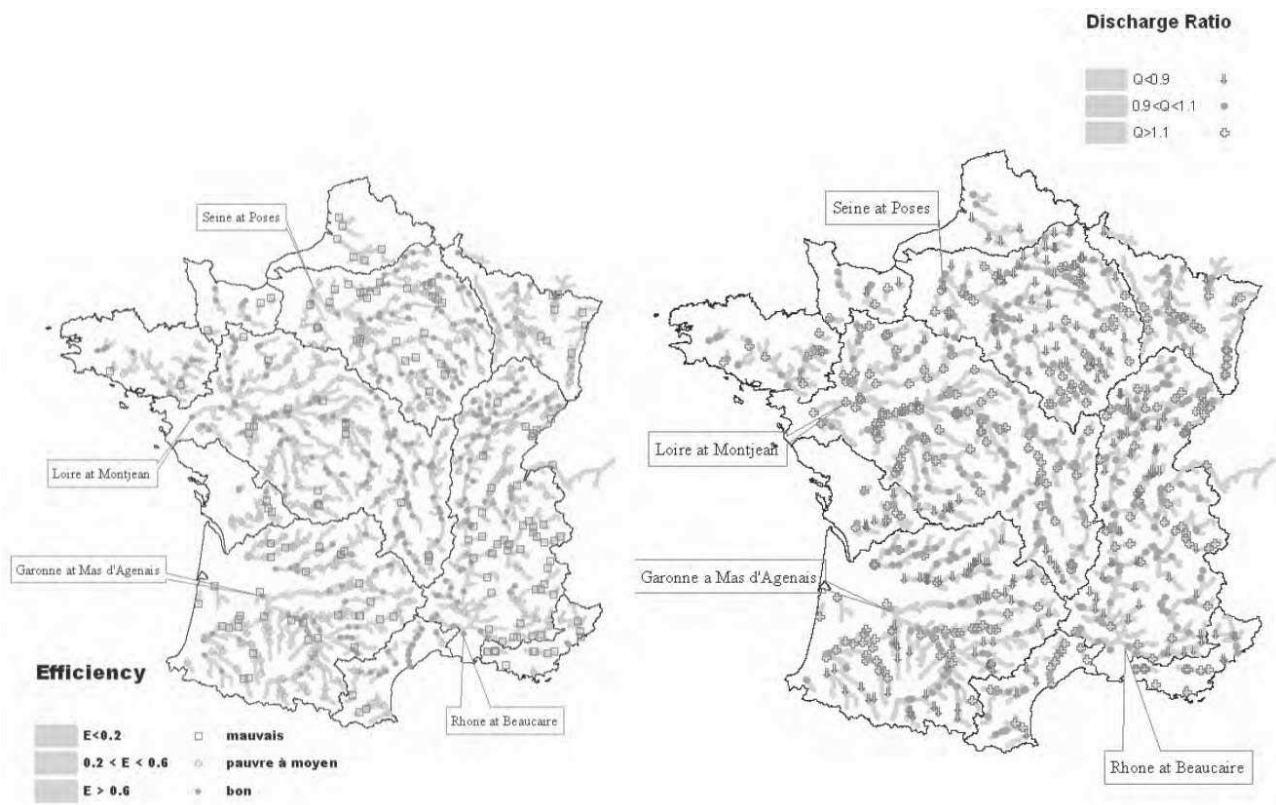 Discharge Ratio
Q<0.9
0.9<Q<1.1
Q>1.1
Seine at Poses
Loire at Montjean
Garonne at Mas d'Agenais
Rhone at Beaucaire
Efficiency
E<0.2 mauvais
0.2 < E < 0.6 pauvre à moyen
E > 0.6 bon
Seine at Poses
Loire at Montjean
Garonne a Mas d'Agenais
Rhone at Beaucaire